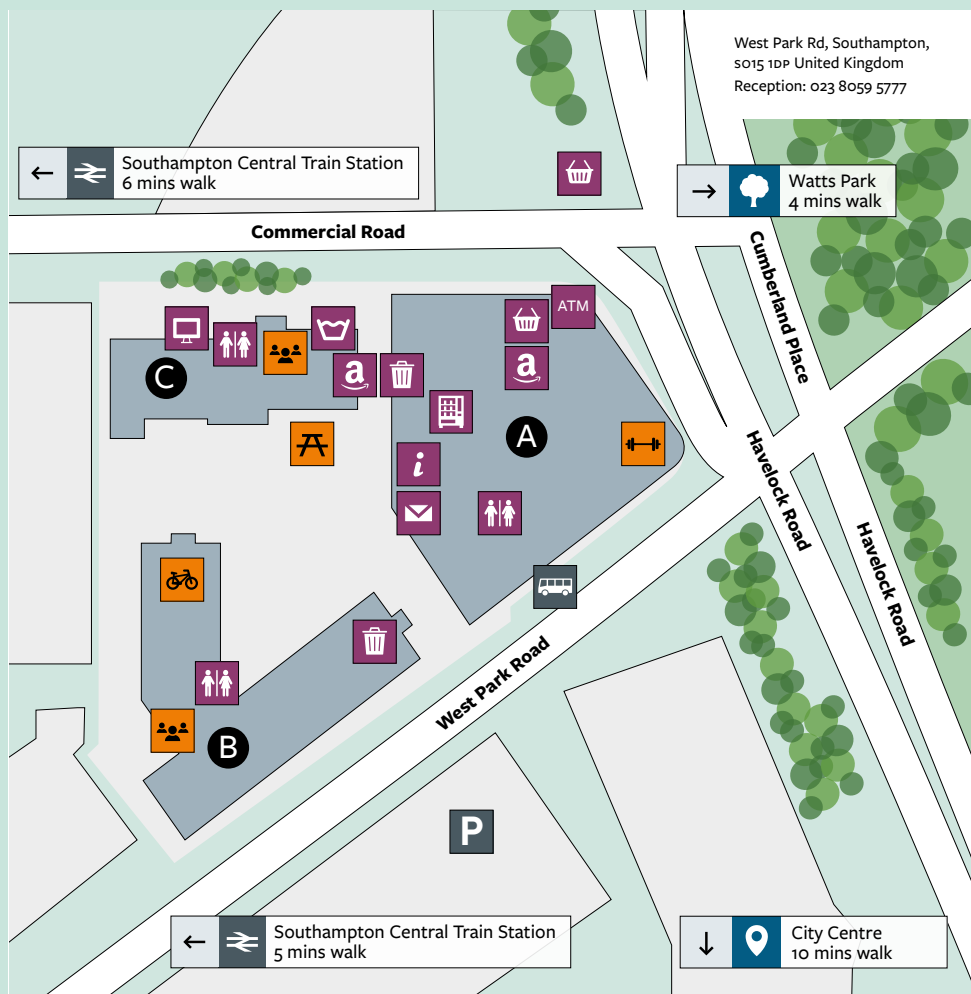 West Park Rd, Southampton,
SO15 1DP United Kingdom
Reception: 023 8059 5777
← Southampton Central Train Station
6 mins walk
→ Watts Park
4 mins walk
Commercial Road
Cumberland Place
ATM
a
C
a
A
i
Havelock Road
Havelock Road
West Park Road
B
P
← Southampton Central Train Station
5 mins walk
↓ City Centre
10 mins walk